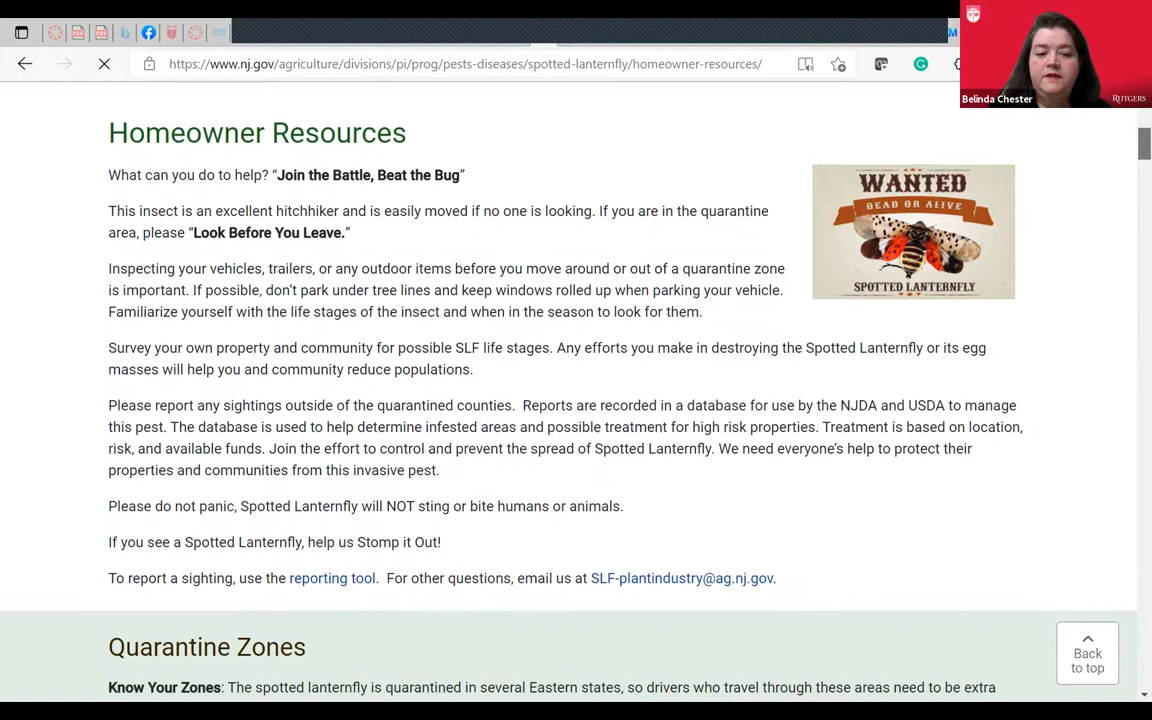 https://www.nj.gov/agriculture/divisions/pi/prog/pests-diseases/spotted-lanternfly/homeowner-resources/
Belinda Chester
RUTGERS
Homeowner Resources
What can you do to help? “Join the Battle, Beat the Bug”
This insect is an excellent hitchhiker and is easily moved if no one is looking. If you are in the quarantine
area, please “Look Before You Leave.”
Inspecting your vehicles, trailers, or any outdoor items before you move around or out of a quarantine zone
is important. If possible, don’t park under tree lines and keep windows rolled up when parking your vehicle.
Familiarize yourself with the life stages of the insect and when in the season to look for them.
WANTED
DEAD OR ALIVE
SPOTTED LANTERNFLY
Survey your own property and community for possible SLF life stages. Any efforts you make in destroying the Spotted Lanternfly or its egg
masses will help you and community reduce populations.
Please report any sightings outside of the quarantined counties.  Reports are recorded in a database for use by the NJDA and USDA to manage
this pest. The database is used to help determine infested areas and possible treatment for high risk properties. Treatment is based on location,
risk, and available funds. Join the effort to control and prevent the spread of Spotted Lanternfly. We need everyone’s help to protect their
properties and communities from this invasive pest.
Please do not panic, Spotted Lanternfly will NOT sting or bite humans or animals.
If you see a Spotted Lanternfly, help us Stomp it Out!
To report a sighting, use the reporting tool.  For other questions, email us at SLF-plantindustry@ag.nj.gov.
Quarantine Zones
Know Your Zones: The spotted lanternfly is quarantined in several Eastern states, so drivers who travel through these areas need to be extra
Back
to top